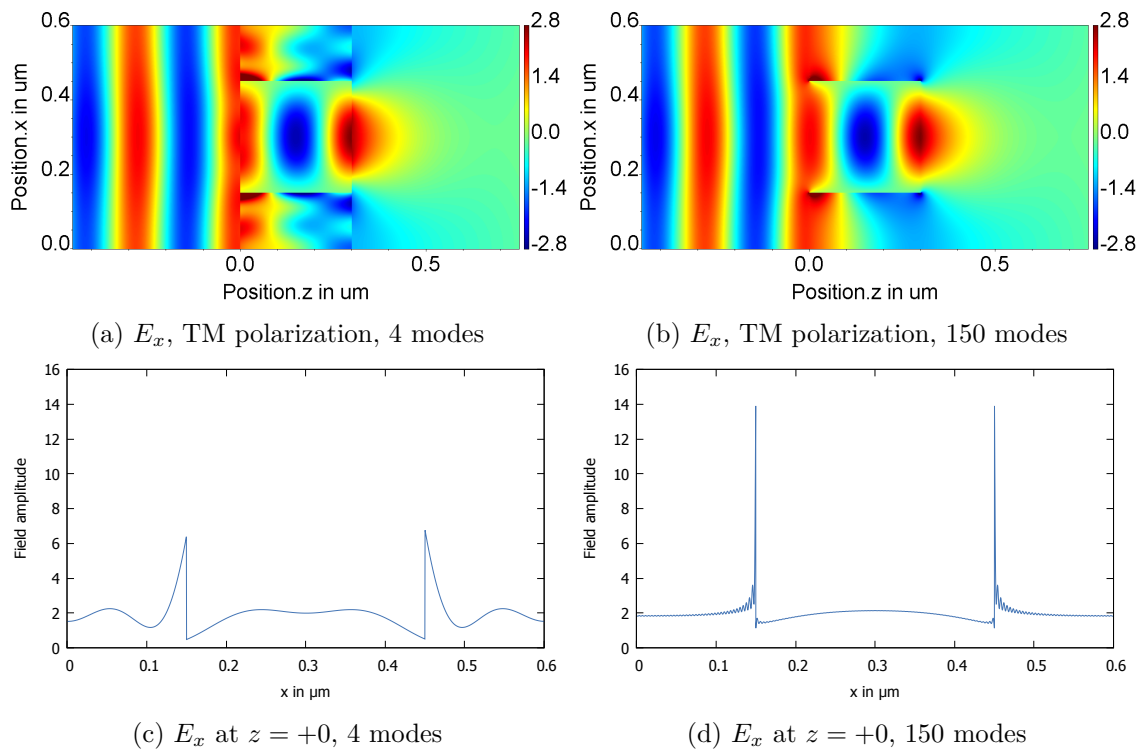 0.6
0.4
0.2
0.0
Position.x in um
0.0
0.5
Position.z in um
2.8
1.4
0.0
-1.4
-2.8
(a) Eₓ, TM polarization, 4 modes
0.6
0.4
0.2
0.0
Position.x in um
0.0
0.5
Position.z in um
2.8
1.4
0.0
-1.4
-2.8
(b) Eₓ, TM polarization, 150 modes
16
14
12
10
8
6
4
2
0
Field amplitude
0 0.1 0.2 0.3 0.4 0.5 0.6
x in µm
(c) Eₓ at z = +0, 4 modes
16
14
12
10
8
6
4
2
0
Field amplitude
0 0.1 0.2 0.3 0.4 0.5 0.6
x in µm
(d) Eₓ at z = +0, 150 modes